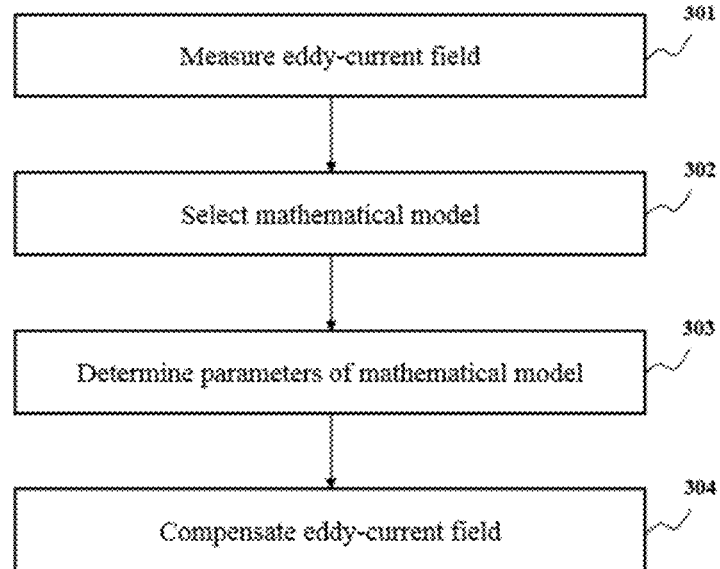 301
Measure eddy-current field
302
Select mathematical model
303
Determine parameters of mathematical model
304
Compensate eddy-current field